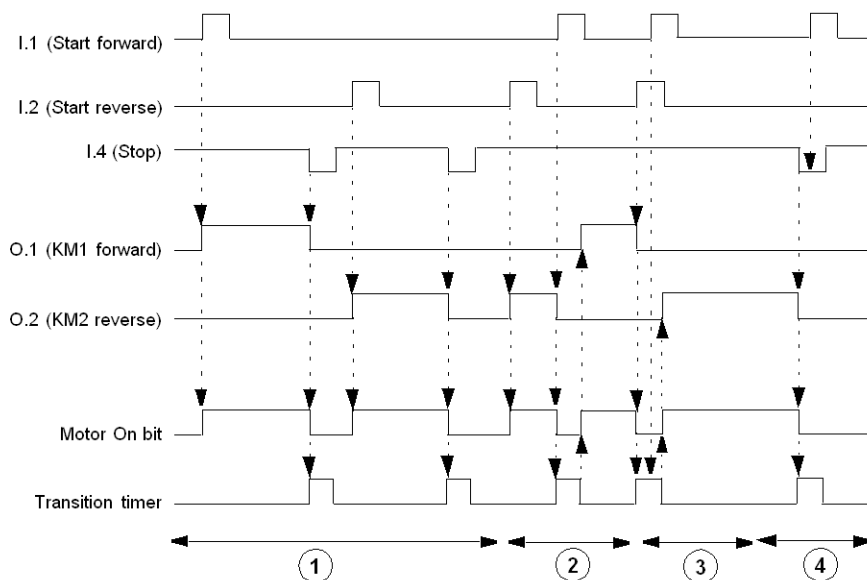 I.1 (Start forward)
I.2 (Start reverse)
I.4 (Stop)
O.1 (KM1 forward)
O.2 (KM2 reverse)
Motor On bit
Transition timer
1 2 3 4